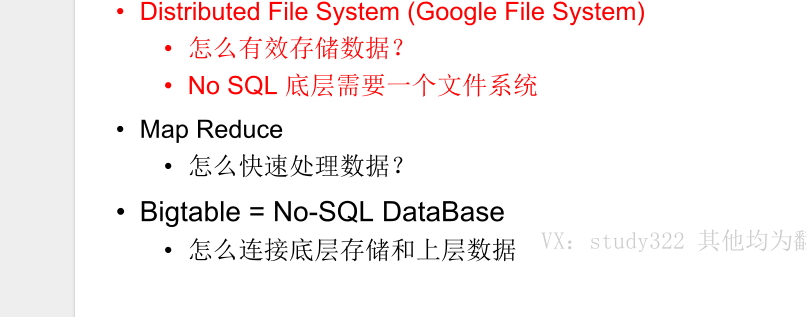 • Distributed File System (Google File System)
• 怎么有效存储数据？
• No SQL 底层需要一个文件系统
• Map Reduce
• 怎么快速处理数据？
• Bigtable = No-SQL DataBase
• 怎么连接底层存储和上层数据
VX：study322 其他均为翻